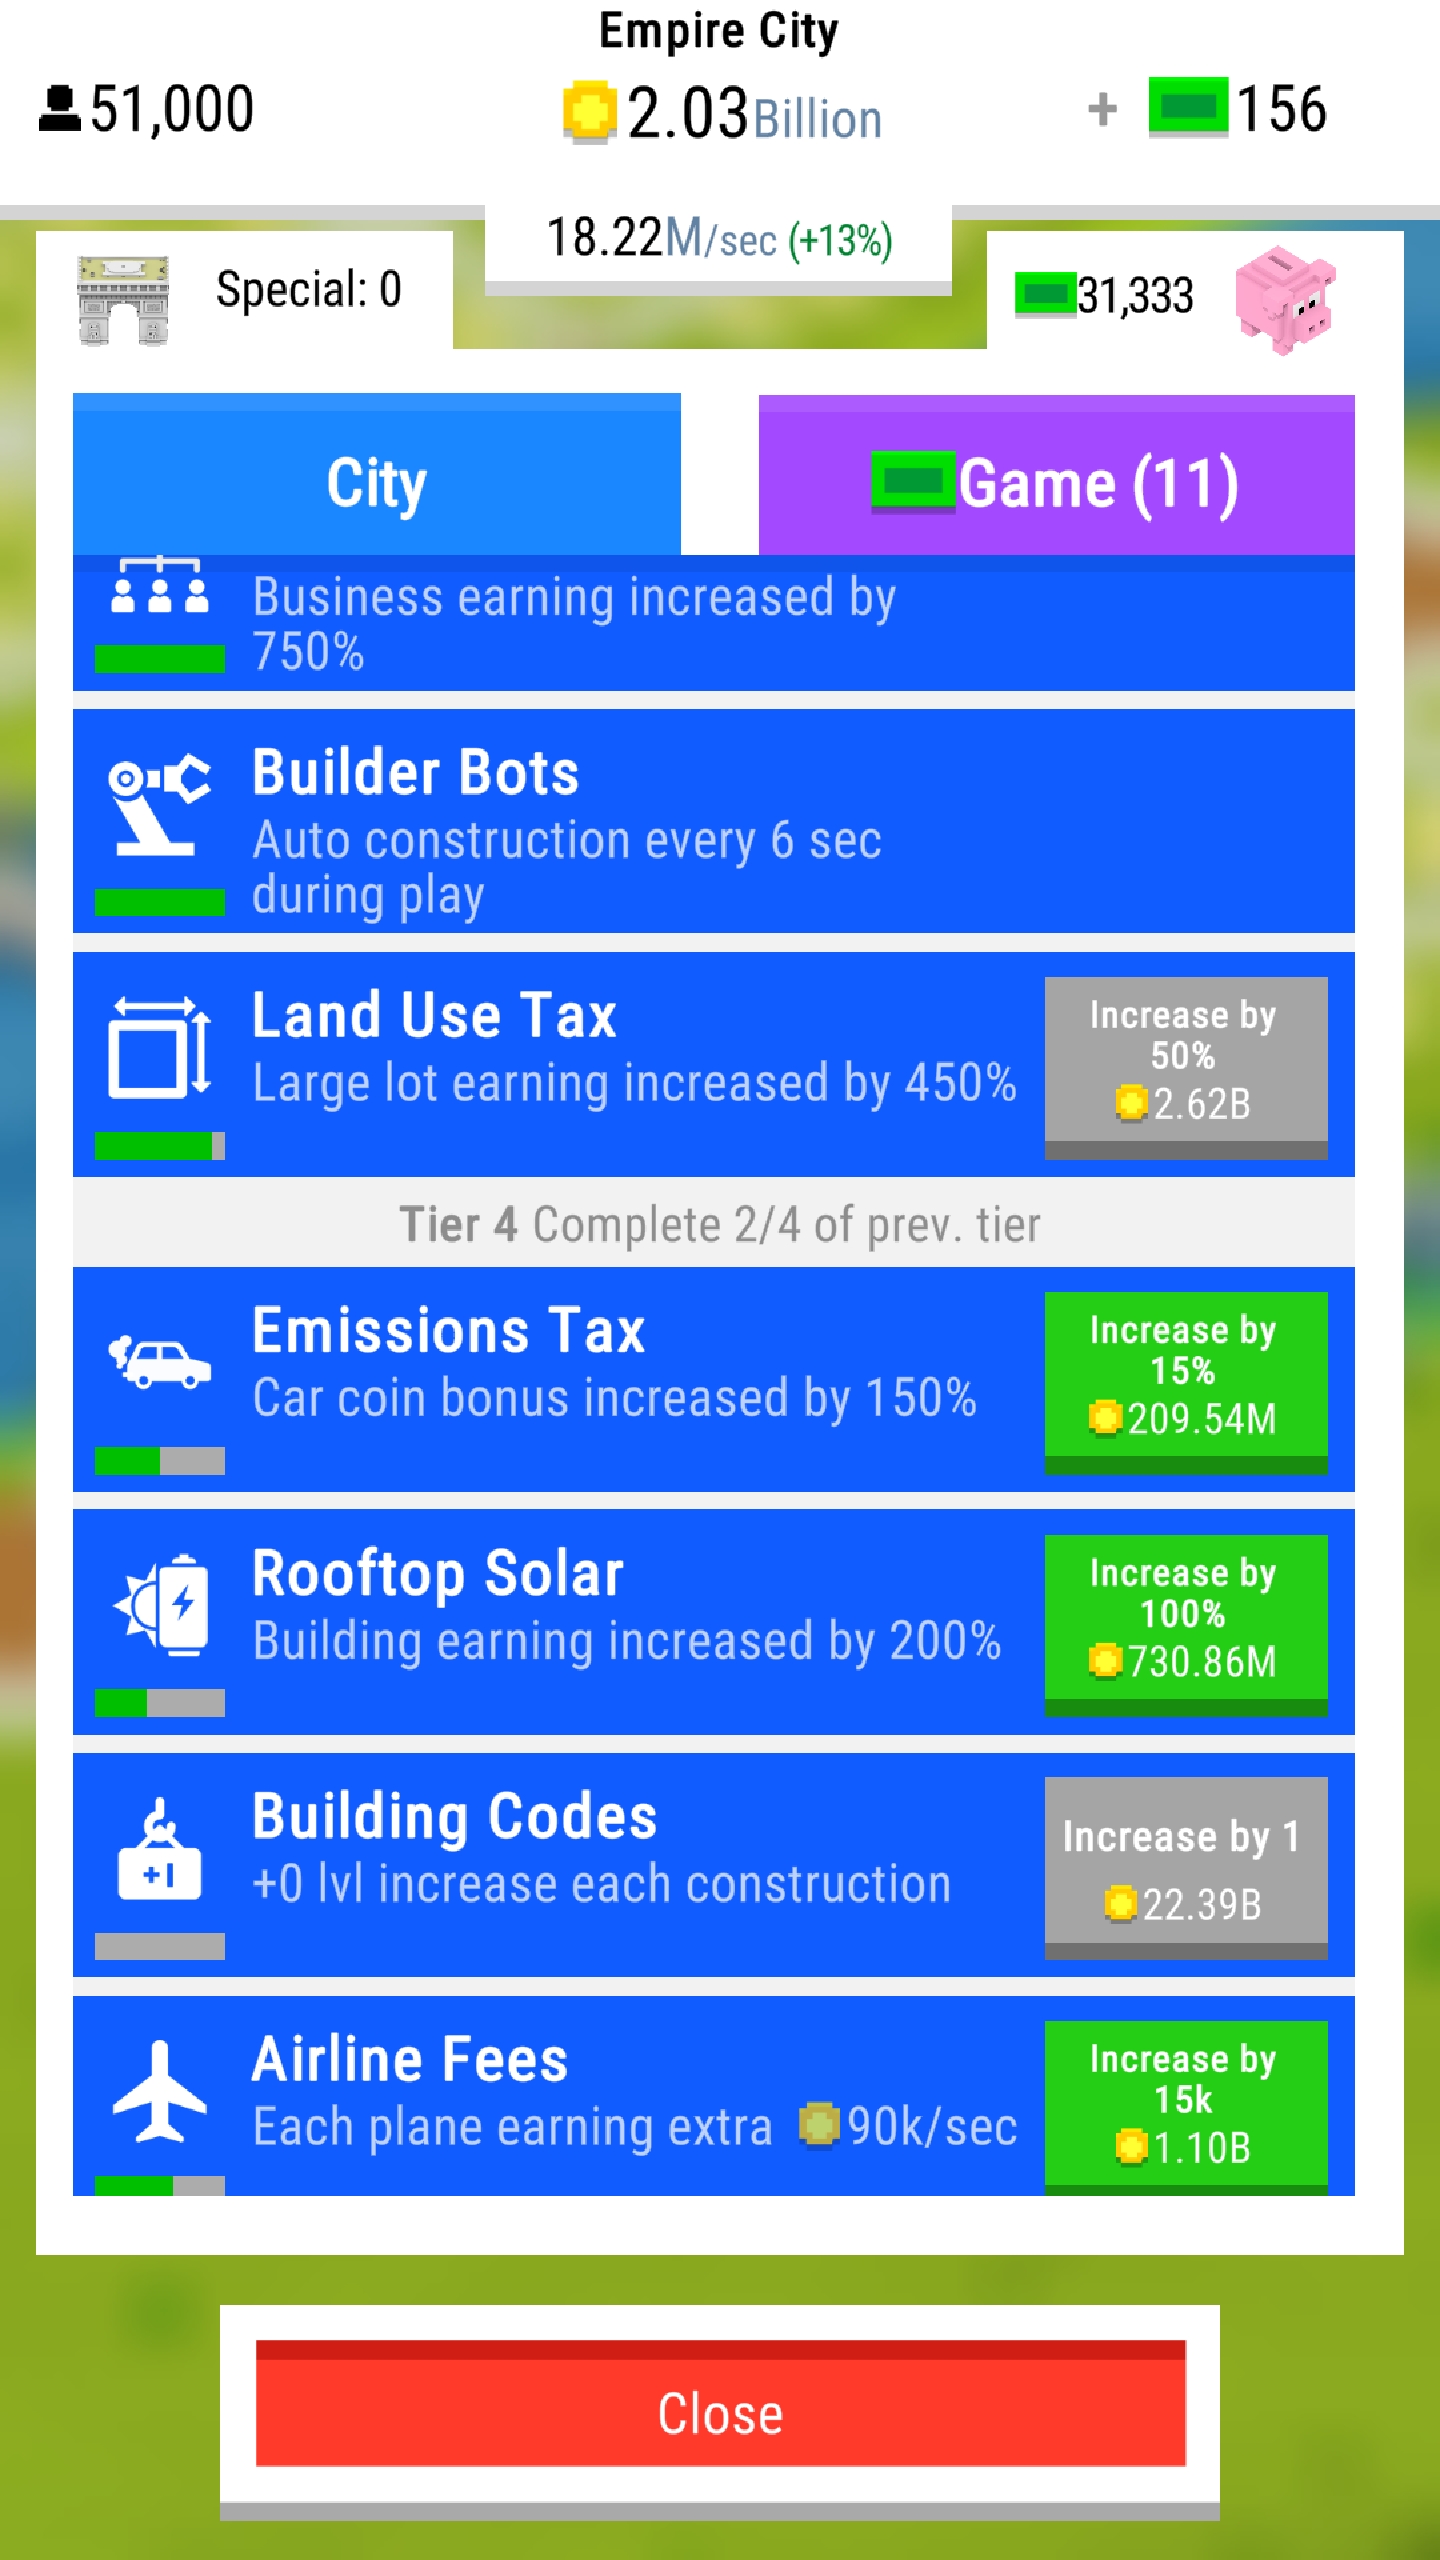 Empire City
51,000
2.03 Billion
+ 156
18.22M/sec (+13%)
Special: 0
31,333
City
Game (11)
Business earning increased by
750%
Builder Bots
Auto construction every 6 sec
during play
Land Use Tax
Large lot earning increased by 450%
Increase by
50%
2.62B
Tier 4 Complete 2/4 of prev. tier
Emissions Tax
Car coin bonus increased by 150%
Increase by
15%
209.54M
Rooftop Solar
Building earning increased by 200%
Increase by
100%
730.86M
+1
Building Codes
+0 lvl increase each construction
Increase by 1
22.39B
Airline Fees
Each plane earning extra 90k/sec
Increase by
15k
1.10B
Close